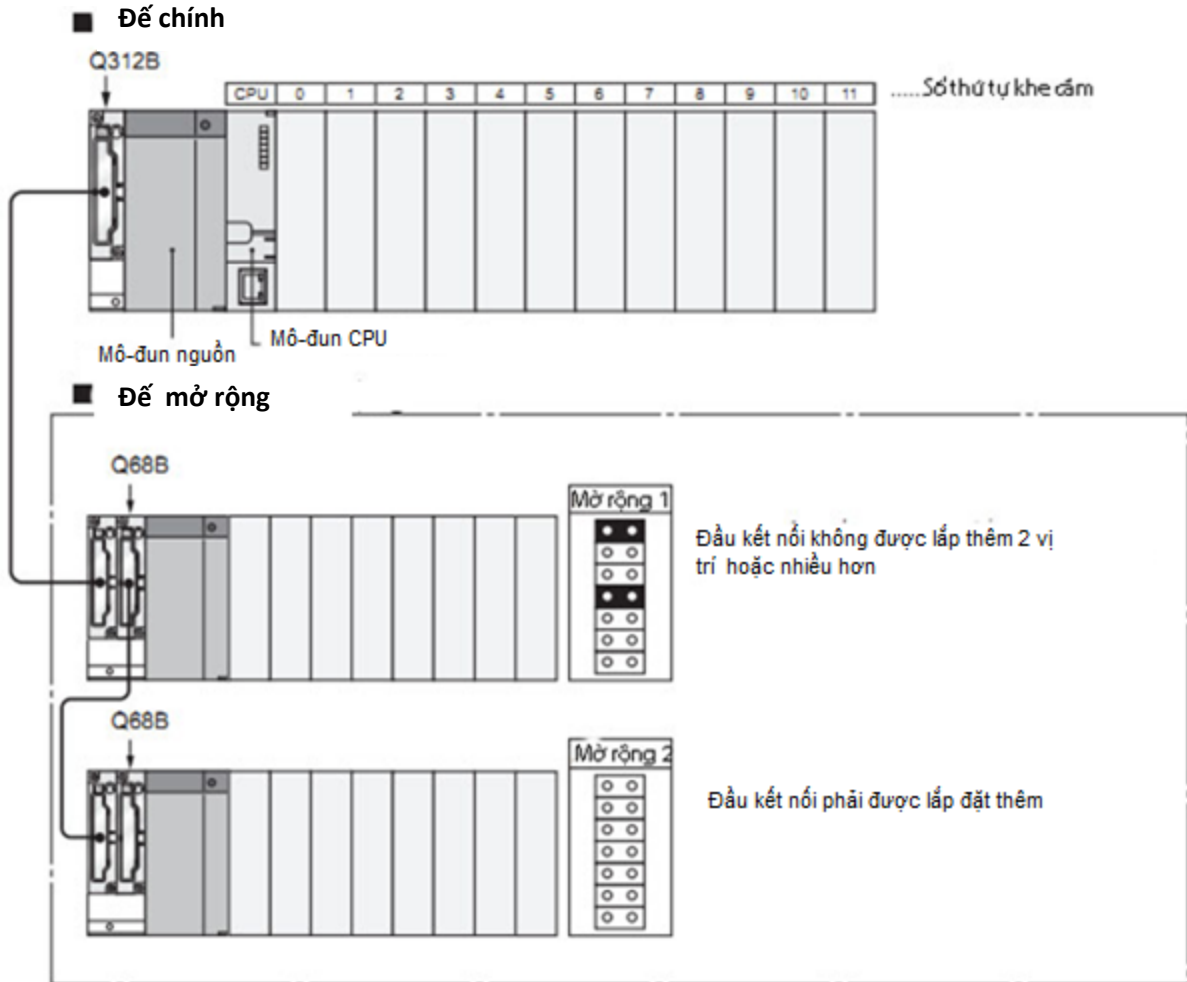 Đế chính
Q312B
CPU 0 1 2 3 4 5 6 7 8 9 10 11 .....Số thứ tự khe cắm
Mô-đun nguồn
Mô-đun CPU
Đế mở rộng
Q68B
Mở rộng 1
Đầu kết nối không được lắp thêm 2 vị
trí hoặc nhiều hơn
Q68B
Mở rộng 2
Đầu kết nối phải được lắp đặt thêm